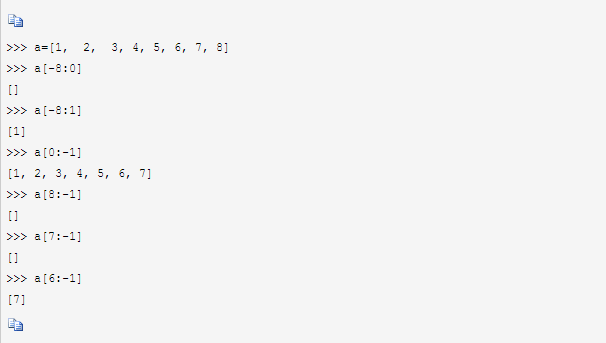 >>> a=[1,  2,  3, 4, 5, 6, 7, 8]
>>> a[-8:0]
[]
>>> a[-8:1]
[1]
>>> a[0:-1]
[1, 2, 3, 4, 5, 6, 7]
>>> a[8:-1]
[]
>>> a[7:-1]
[]
>>> a[6:-1]
[7]